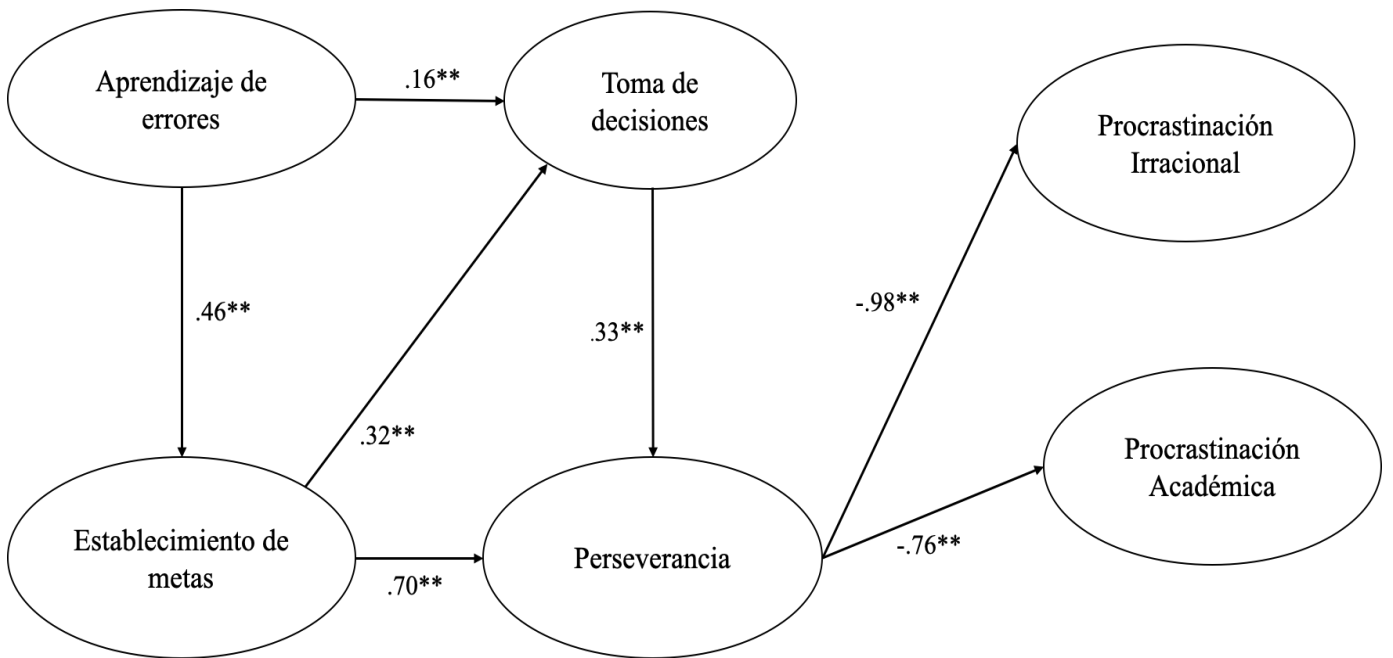 Aprendizaje de
errores
.16**
Toma de
decisiones
Procrastinación
Irracional
.46**
.33**
-.98**
.32**
Procrastinación
Académica
Establecimiento de
metas
.70**
Perseverancia
-.76**